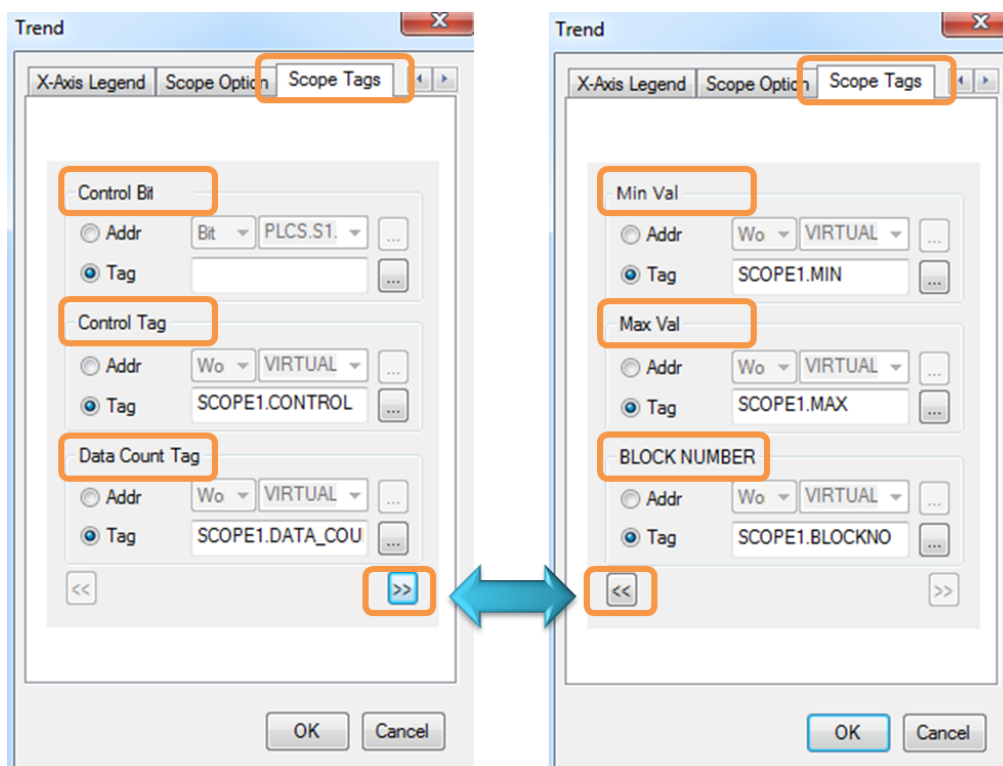 Trend
X-Axis Legend Scope Option Scope Tags
Control Bit
Addr Bit PLCS.S1. ...
Tag ...
Control Tag
Addr Wo VIRTUAL ...
Tag SCOPE1.CONTROL ...
Data Count Tag
Addr Wo VIRTUAL ...
Tag SCOPE1.DATA_COU ...
<< >>
OK Cancel
Trend
X-Axis Legend Scope Option Scope Tags
Min Val
Addr Wo VIRTUAL ...
Tag SCOPE1.MIN ...
Max Val
Addr Wo VIRTUAL ...
Tag SCOPE1.MAX ...
BLOCK NUMBER
Addr Wo VIRTUAL ...
Tag SCOPE1.BLOCKNO ...
<< >>
OK Cancel